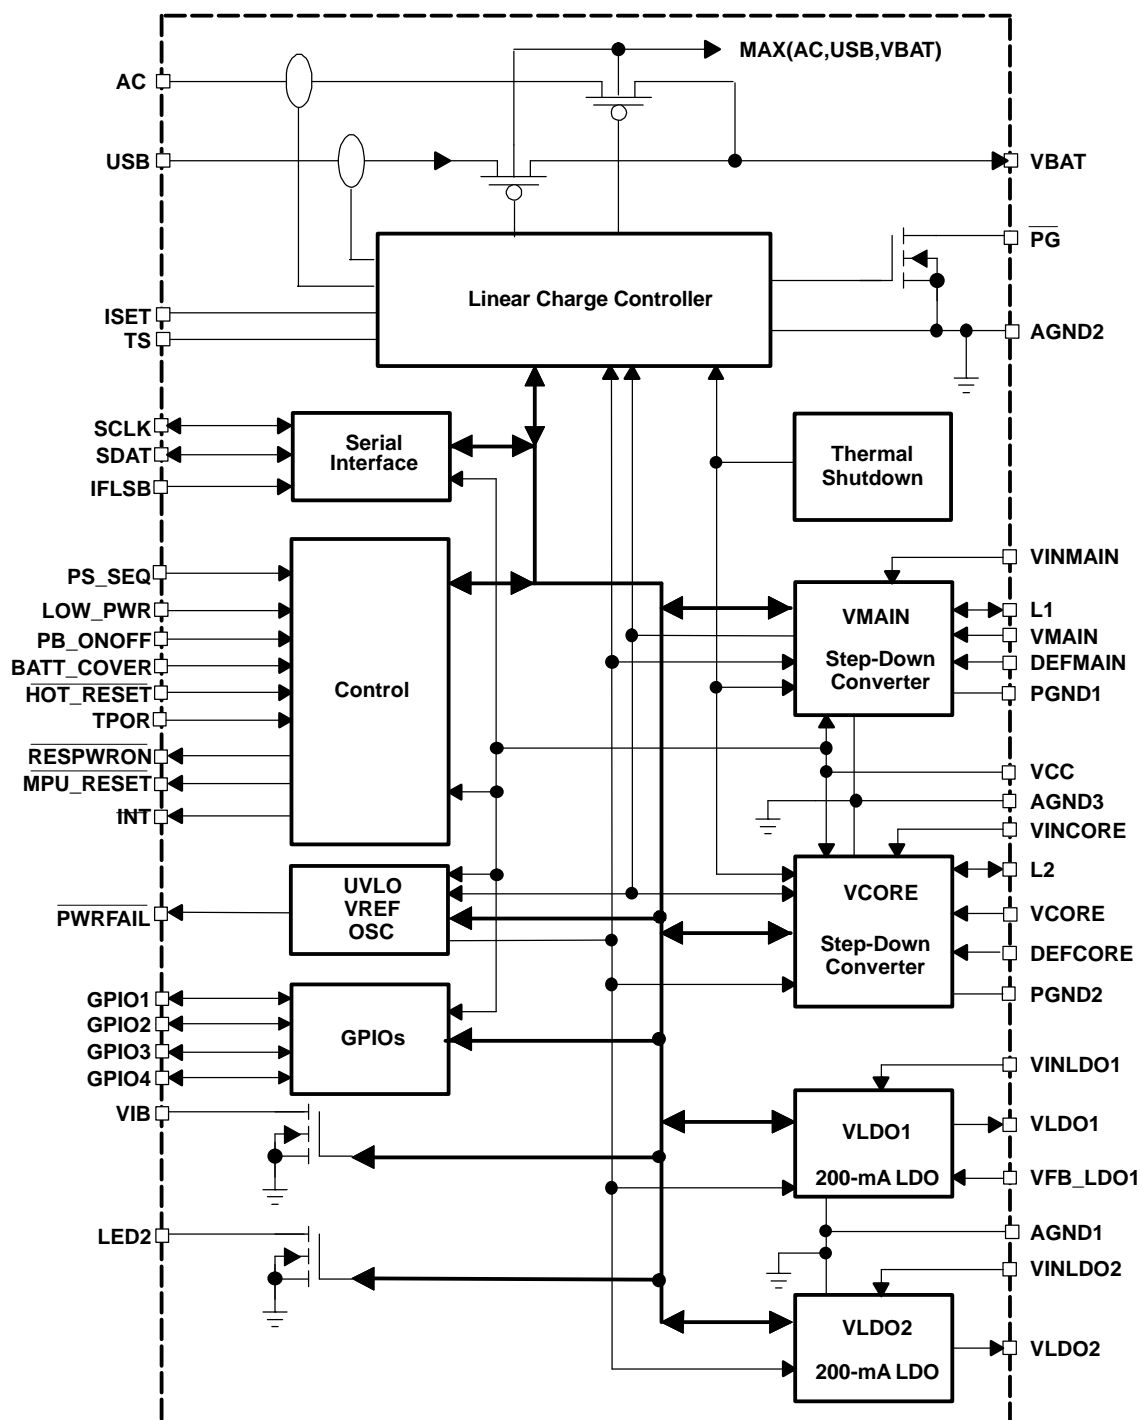 MAX(AC,USB,VBAT)
AC
USB
VBAT
PG
Linear Charge Controller
ISET
TS
AGND2
SCLK
SDAT
IFLSB
Serial
Interface
Thermal
Shutdown
PS_SEQ
LOW_PWR
PB_ONOFF
BATT_COVER
HOT_RESET
TPOR
RESPWRON
MPU_RESET
INT
Control
VINMAIN
L1
VMAIN
DEFMAIN
PGND1
VMAIN
Step-Down
Converter
VCC
AGND3
VINCORE
L2
VCORE
DEFCORE
PGND2
VCORE
Step-Down
Converter
PWRFAIL
UVLO
VREF
OSC
GPIO1
GPIO2
GPIO3
GPIO4
GPIOs
VIB
LED2
VINLDO1
VLDO1
VFB_LDO1
VLDO1
200-mA LDO
AGND1
VINLDO2
VLDO2
VLDO2
200-mA LDO